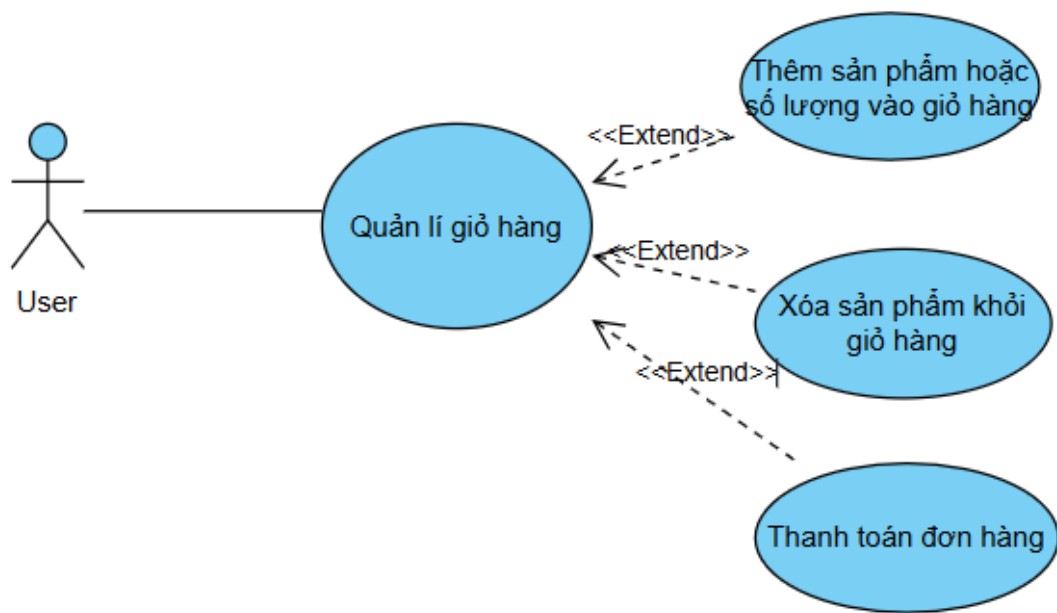 Thêm sản phẩm hoặc
số lượng vào giỏ hàng
<<Extend>>
Quản lí giỏ hàng
<<Extend>>
User
Xóa sản phẩm khỏi
giỏ hàng
<<Extend>>
Thanh toán đơn hàng